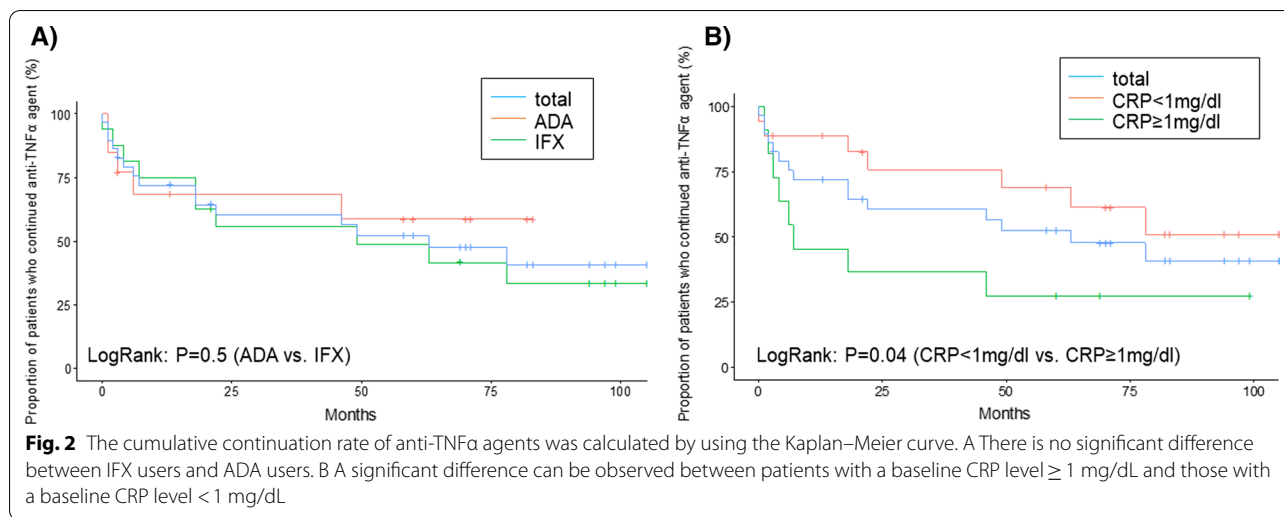 A)
Proportion of patients who continued anti-TNFα agent (%)
100
75
50
25
0
total
ADA
IFX
LogRank: P=0.5 (ADA vs. IFX)
0 25 50 75 100
Months
B)
Proportion of patients who continued anti-TNFα agent (%)
100
75
50
25
0
total
CRP<1mg/dl
CRP≥1mg/dl
LogRank: P=0.04 (CRP<1mg/dl vs. CRP≥1mg/dl)
0 25 50 75 100
Months
Fig. 2 The cumulative continuation rate of anti-TNFα agents was calculated by using the Kaplan–Meier curve. A There is no significant difference
between IFX users and ADA users. B A significant difference can be observed between patients with a baseline CRP level ≥ 1 mg/dL and those with
a baseline CRP level < 1 mg/dL